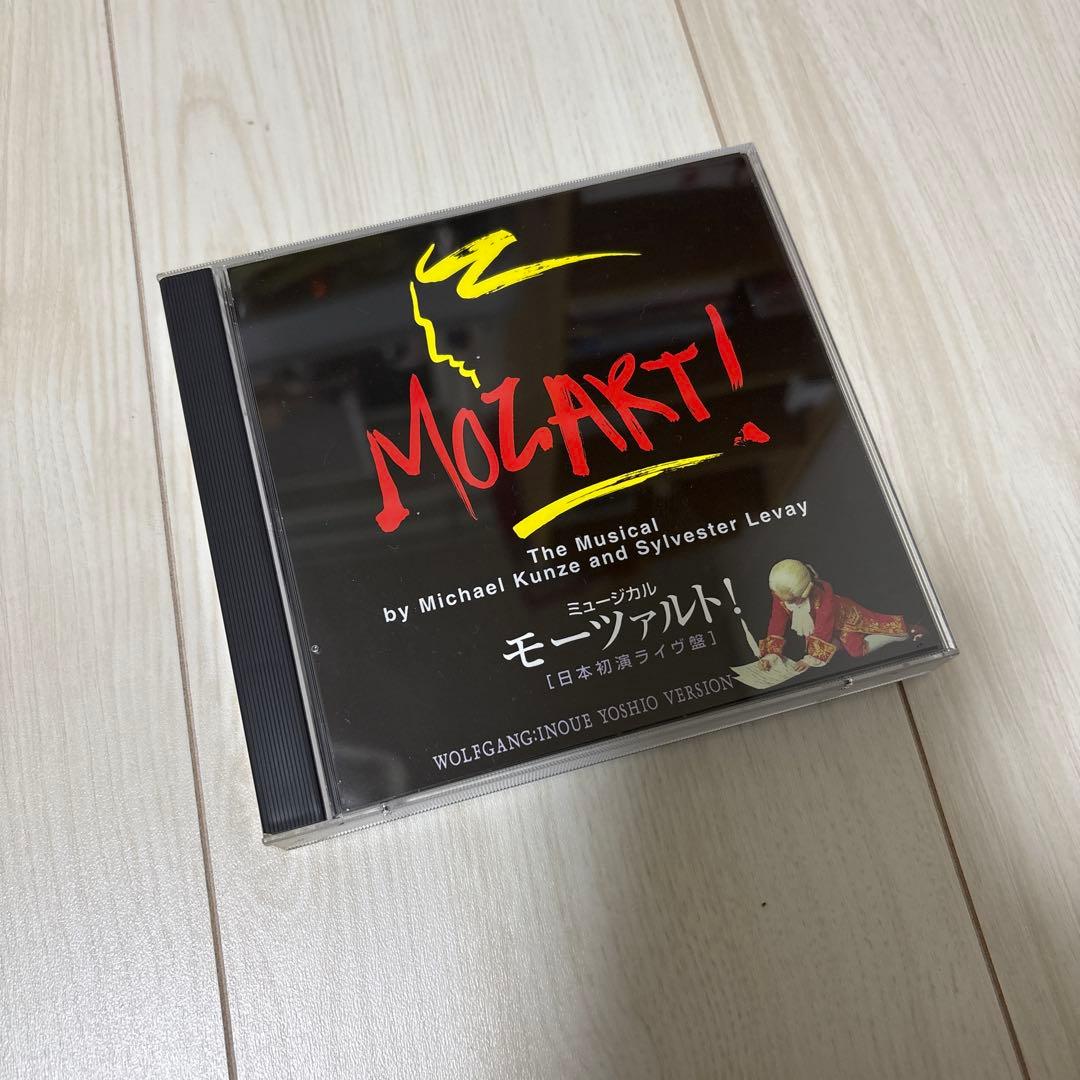 MOZART!
The Musical
by Michael Kunze and Sylvester Levay
ミュージカル
モーツァルト!
[日本初演ライヴ盤]
WOLFGANG:INOUE YOSHIO VERSION